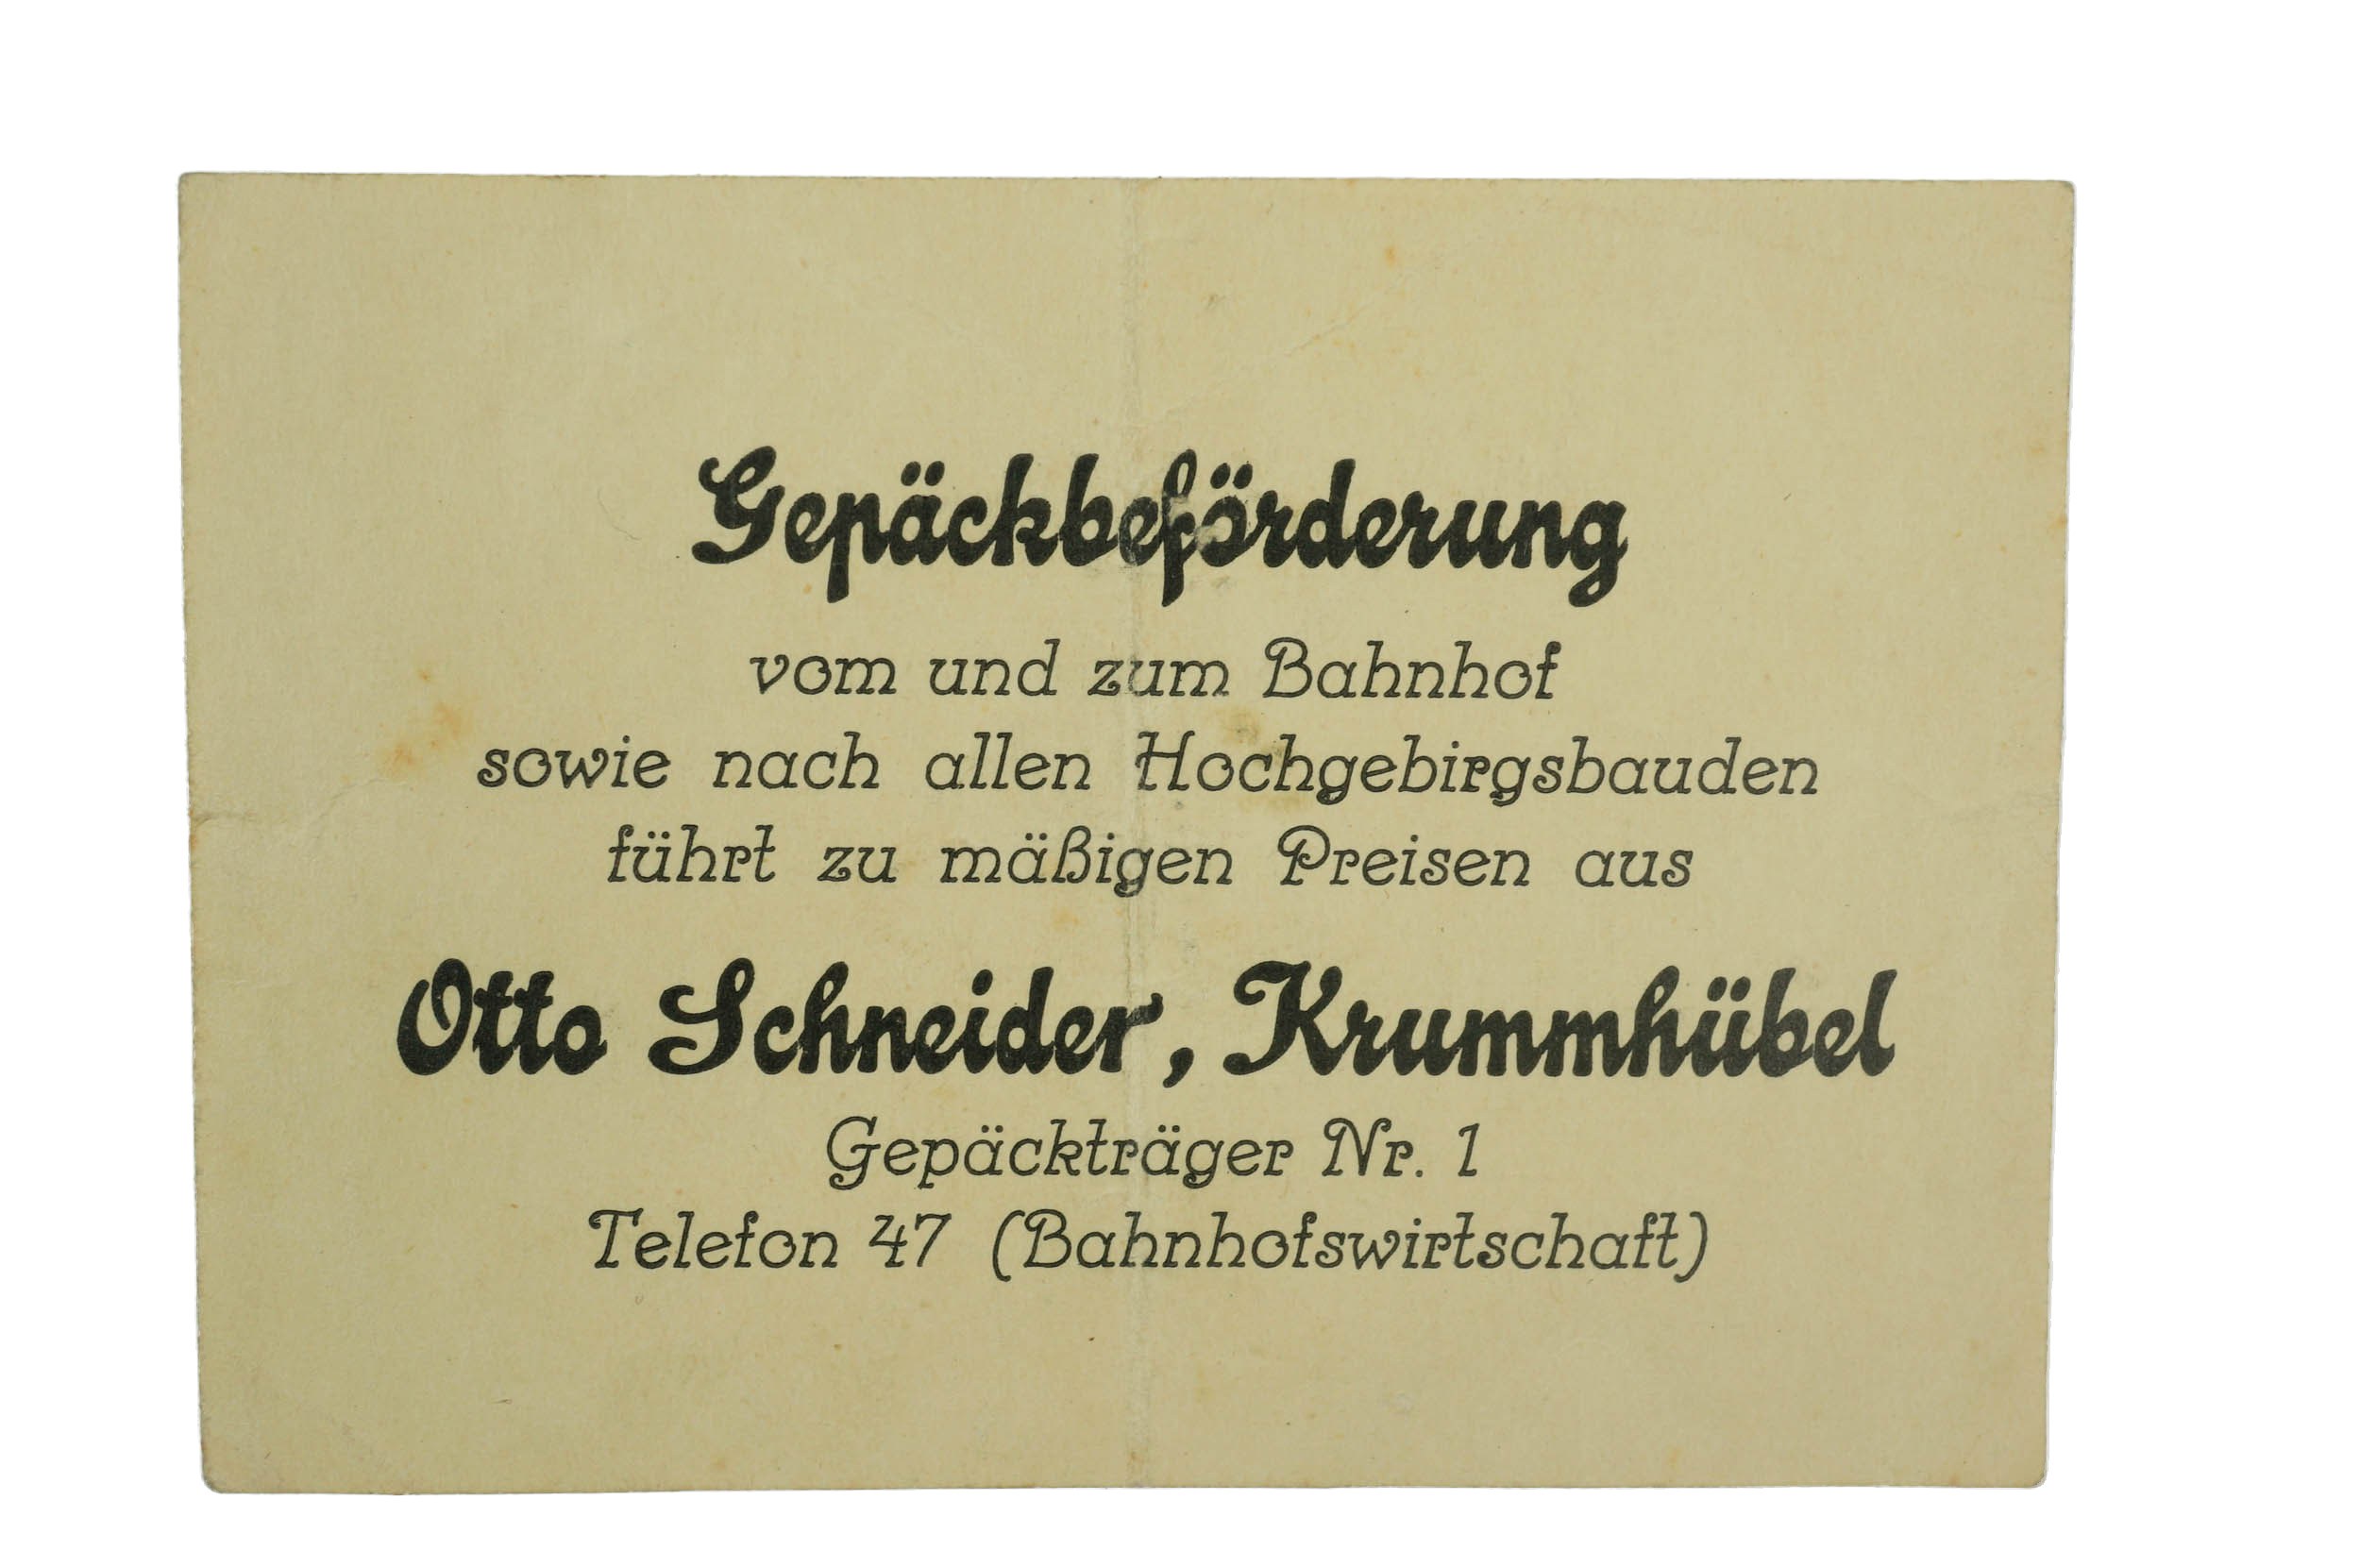 Gepäckbeförderung
vom und zum Bahnhof
sowie nach allen Hochgebirgsbauden
führt zu mäßigen Preisen aus
Otto Schneider, Krummhübel
Gepäckträger Nr. 1
Telefon 47 (Bahnhofswirtschaft)